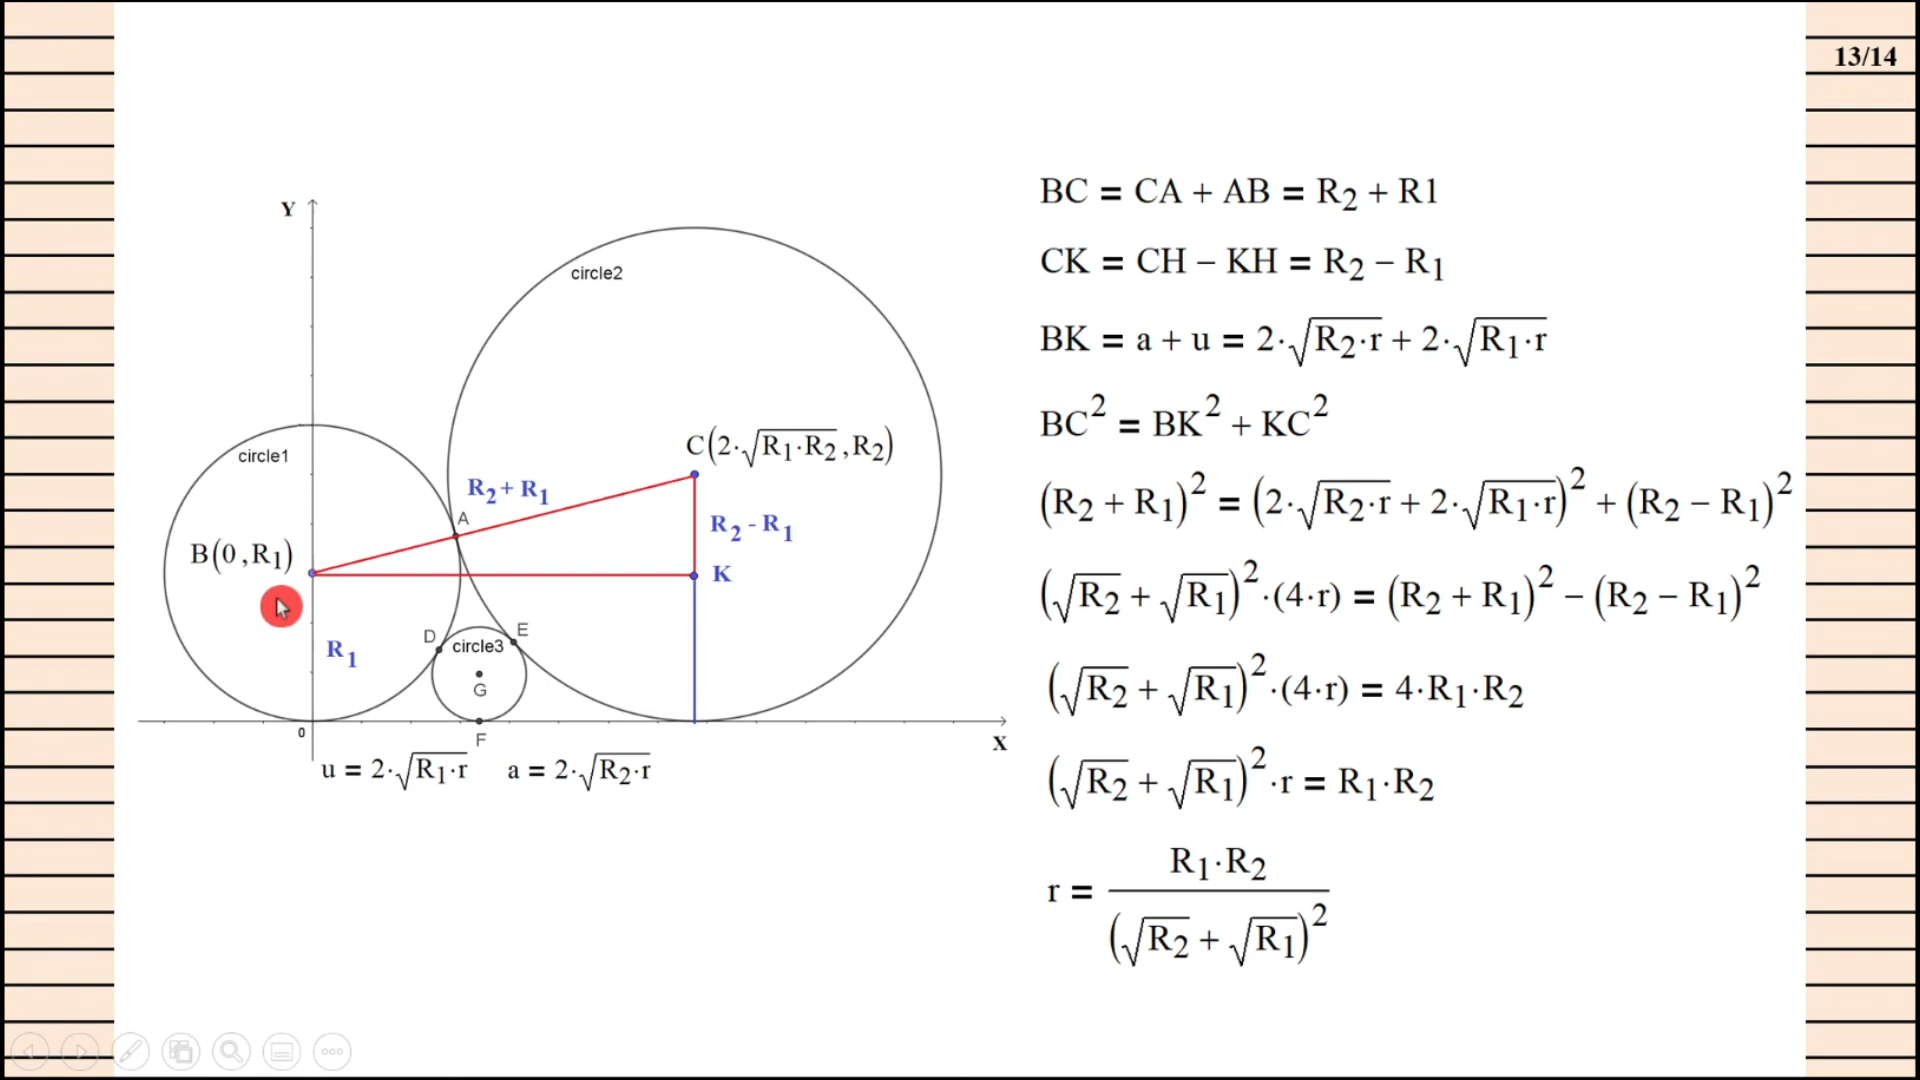 13/14
Y
circle2
circle1
C(2·√(R₁·R₂) ,R₂)
R₂ + R₁
A
R₂ - R₁
B(0 ,R₁)
K
D
E
circle3
R₁
G
0
F
X
u = 2·√(R₁·r) a = 2·√(R₂·r)
BC = CA + AB = R₂ + R1
CK = CH − KH = R₂ − R₁
BK = a + u = 2·√(R₂·r) + 2·√(R₁·r)
BC² = BK² + KC²
(R₂ + R₁)² = (2·√(R₂·r) + 2·√(R₁·r))² + (R₂ − R₁)²
(√R₂ + √R₁)²·(4·r) = (R₂ + R₁)² − (R₂ − R₁)²
(√R₂ + √R₁)²·(4·r) = 4·R₁·R₂
(√R₂ + √R₁)²·r = R₁·R₂
r = R₁·R₂ / (√R₂ + √R₁)²